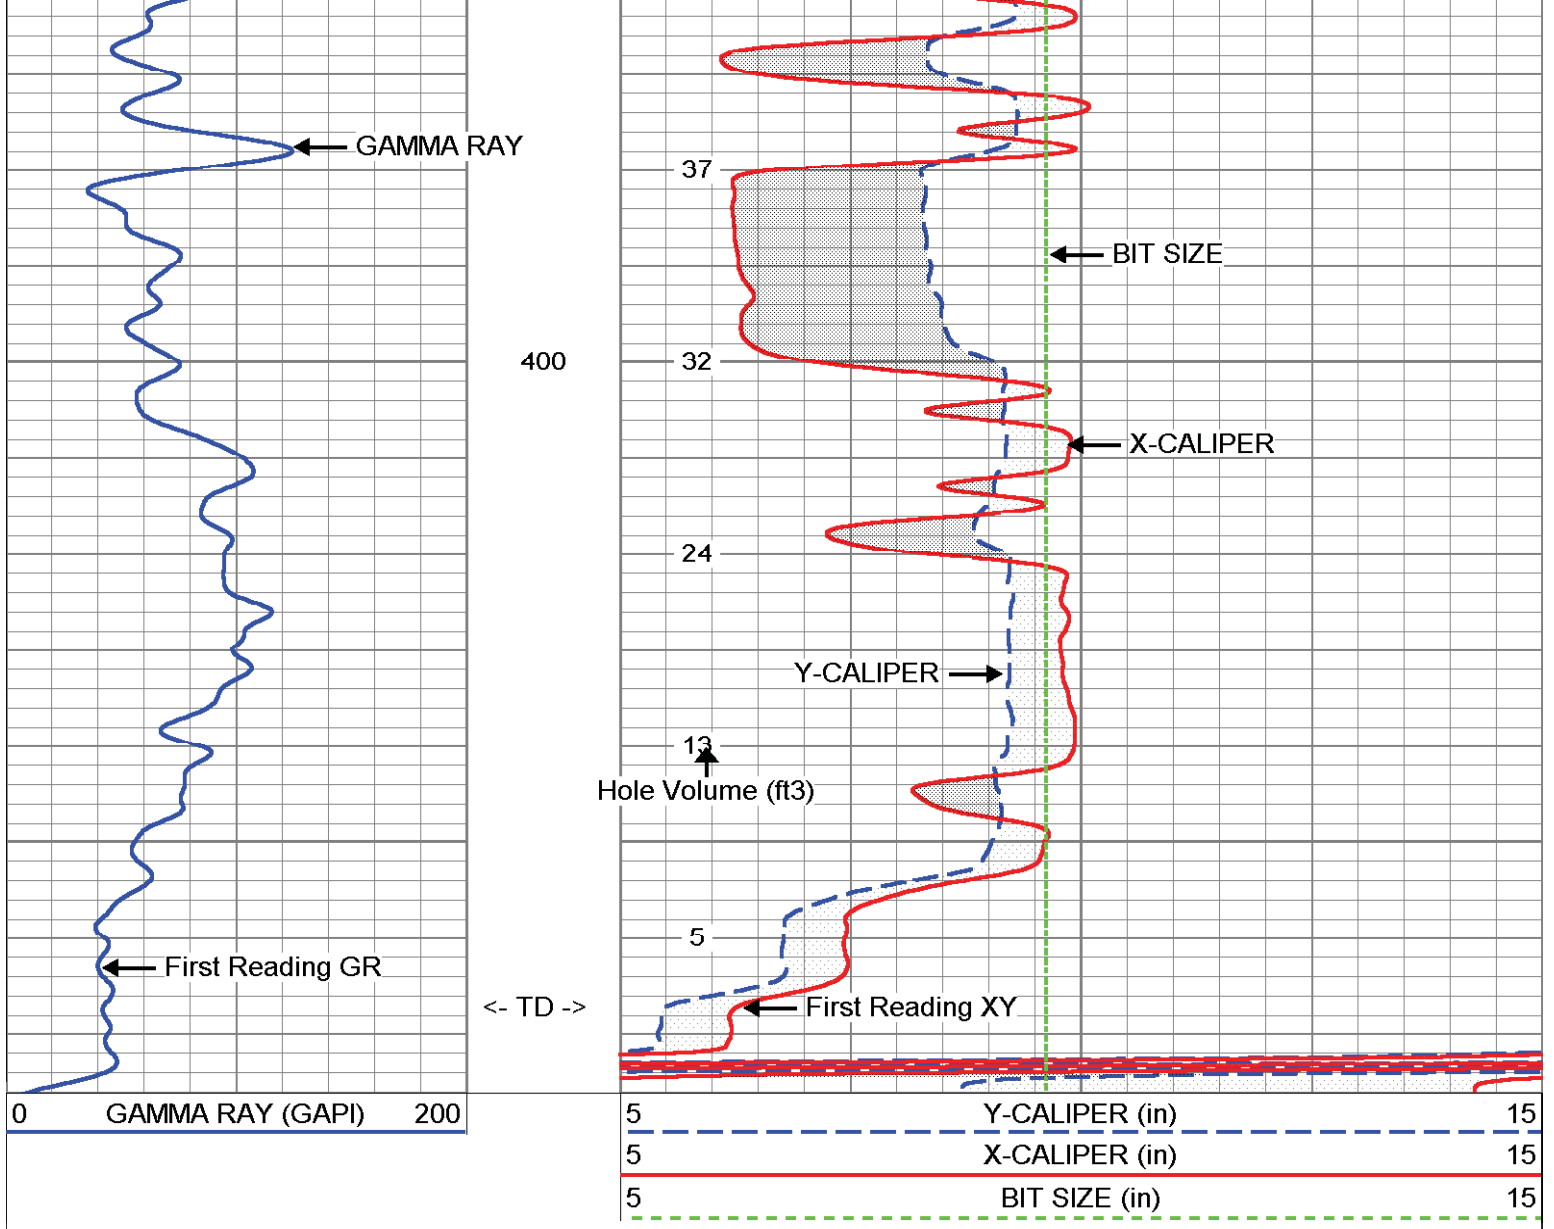 GAMMA RAY
37
BIT SIZE
400
32
X-CALIPER
24
Y-CALIPER
13
Hole Volume (ft3)
5
First Reading GR
<- TD ->
First Reading XY
0 GAMMA RAY (GAPI) 200
5 Y-CALIPER (in) 15
5 X-CALIPER (in) 15
5 BIT SIZE (in) 15